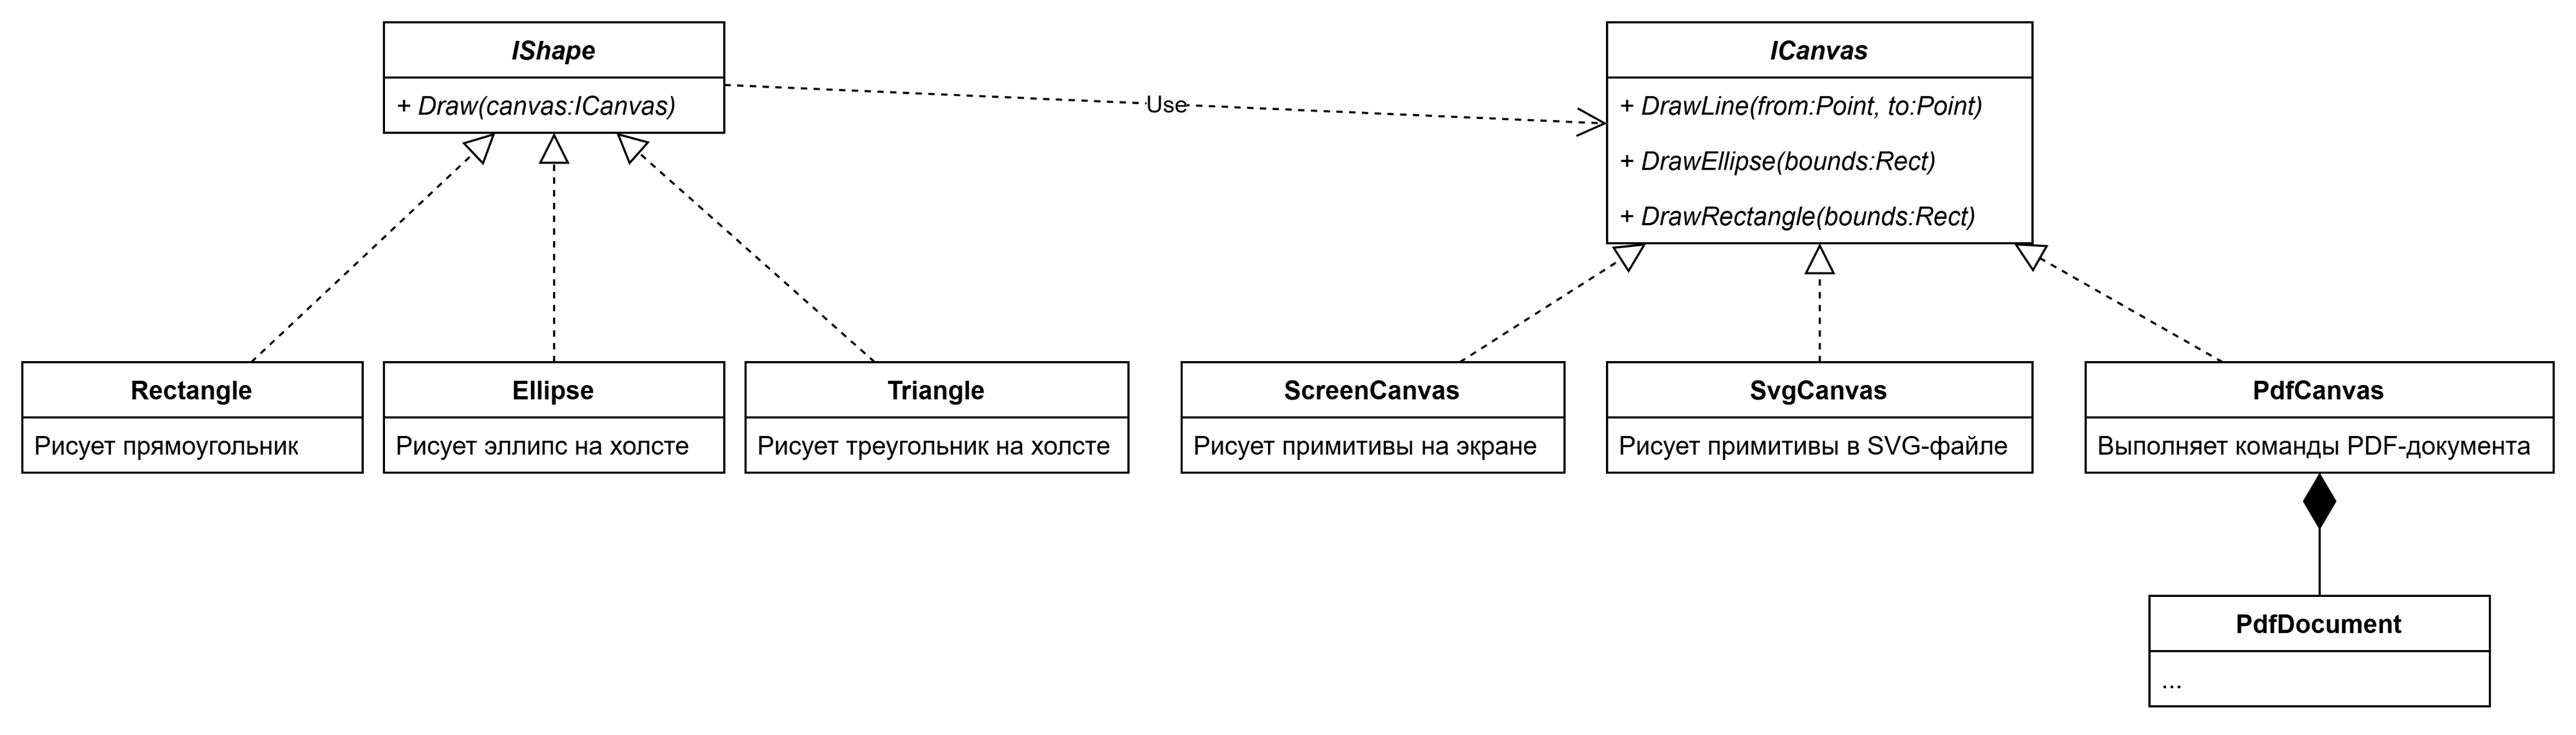 IShape
+ Draw(canvas:ICanvas)
Use
ICanvas
+ DrawLine(from:Point, to:Point)
+ DrawEllipse(bounds:Rect)
+ DrawRectangle(bounds:Rect)
Rectangle
Рисует прямоугольник
Ellipse
Рисует эллипс на холсте
Triangle
Рисует треугольник на холсте
ScreenCanvas
Рисует примитивы на экране
SvgCanvas
Рисует примитивы в SVG-файле
PdfCanvas
Выполняет команды PDF-документа
PdfDocument
...